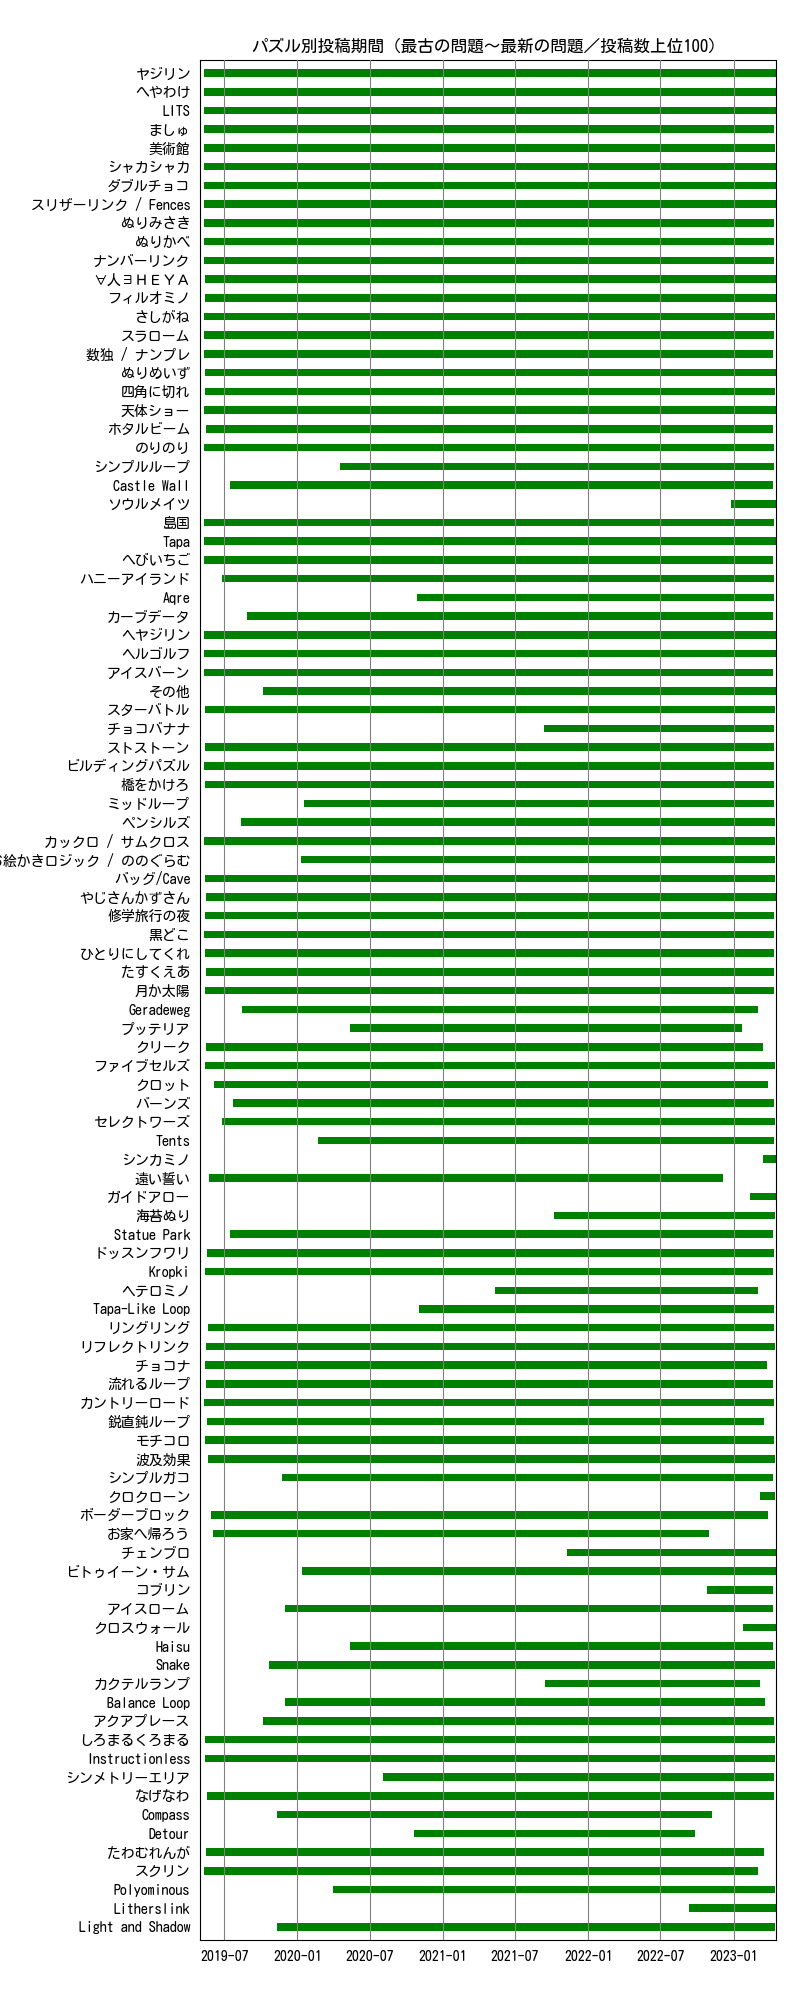 パズル別投稿期間（最古の問題～最新の問題／投稿数上位100）
ヤジリン
へやわけ
LITS
ましゅ
美術館
シャカシャカ
ダブルチョコ
スリザーリンク / Fences
ぬりみさき
ぬりかべ
ナンバーリンク
∀人∃ＨＥＹＡ
フィルオミノ
さしがね
スラローム
数独 / ナンプレ
ぬりめいず
四角に切れ
天体ショー
ホタルビーム
のりのり
シンプルループ
Castle Wall
ソウルメイツ
島国
Tapa
へびいちご
ハニーアイランド
Aqre
カーブデータ
ヘヤジリン
ヘルゴルフ
アイスバーン
その他
スターバトル
チョコバナナ
ストストーン
ビルディングパズル
橋をかけろ
ミッドループ
ペンシルズ
カックロ / サムクロス
絵かきロジック / ののぐらむ
バッグ/Cave
やじさんかずさん
修学旅行の夜
黒どこ
ひとりにしてくれ
たすくえあ
月か太陽
Geradeweg
プッテリア
クリーク
ファイブセルズ
クロット
バーンズ
セレクトワーズ
Tents
シンカミノ
遠い誓い
ガイドアロー
海苔ぬり
Statue Park
ドッスンフワリ
Kropki
ヘテロミノ
Tapa-Like Loop
リングリング
リフレクトリンク
チョコナ
流れるループ
カントリーロード
鋭直鈍ループ
モチコロ
波及効果
シンプルガコ
クロクローン
ボーダーブロック
お家へ帰ろう
チェンブロ
ビトゥイーン・サム
コブリン
アイスローム
クロスウォール
Haisu
Snake
カクテルランプ
Balance Loop
アクアプレース
しろまるくろまる
Instructionless
シンメトリーエリア
なげなわ
Compass
Detour
たわむれんが
スクリン
Polyominous
Litherslink
Light and Shadow
2019-07 2020-01 2020-07 2021-01 2021-07 2022-01 2022-07 2023-01